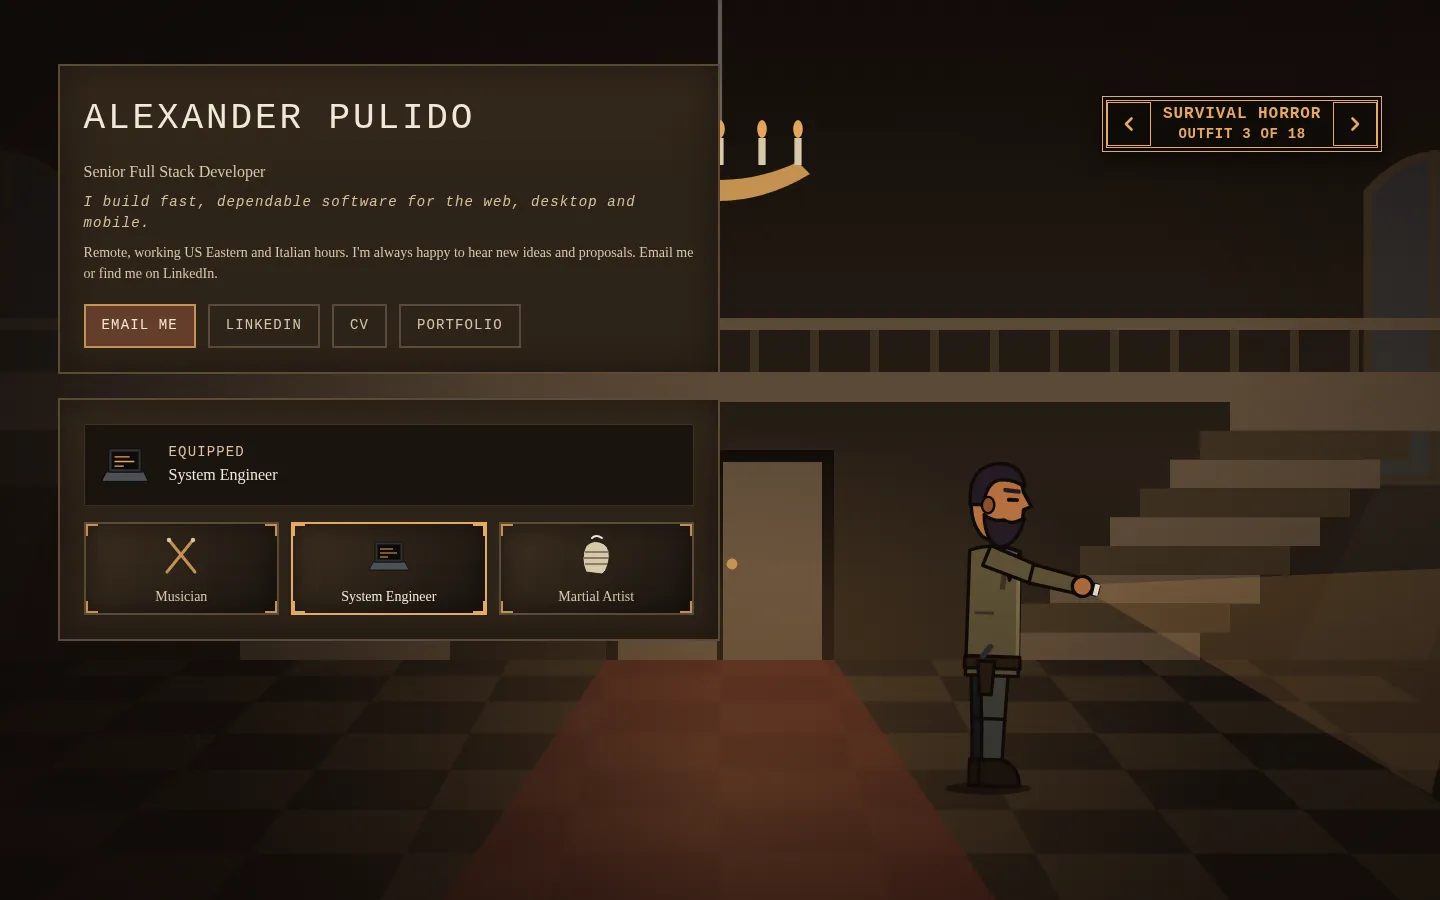 ALEXANDER PULIDO
Senior Full Stack Developer
I build fast, dependable software for the web, desktop and
mobile.
Remote, working US Eastern and Italian hours. I'm always happy to hear new ideas and proposals. Email me
or find me on LinkedIn.
EMAIL ME
LINKEDIN
CV
PORTFOLIO
SURVIVAL HORROR
OUTFIT 3 OF 18
EQUIPPED
System Engineer
Musician
System Engineer
Martial Artist